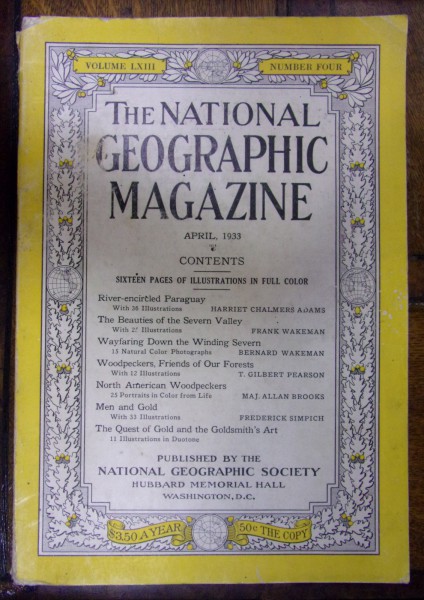 VOLUME LXIII NUMBER FOUR
THE NATIONAL
GEOGRAPHIC
MAGAZINE
APRIL, 1933
CONTENTS
SIXTEEN PAGES OF ILLUSTRATIONS IN FULL COLOR
River-encircled Paraguay
With 36 Illustrations HARRIET CHALMERS ADAMS
The Beauties of the Severn Valley
With 27 Illustrations FRANK WAKEMAN
Wayfaring Down the Winding Severn
13 Natural Color Photographs BERNARD WAKEMAN
Woodpeckers, Friends of Our Forests
With 12 Illustrations T. GILBERT PEARSON
North American Woodpeckers
25 Portraits in Color from Life MAJ. ALLAN BROOKS
Men and Gold
With 33 Illustrations FREDERICK SIMPICH
The Quest of Gold and the Goldsmith's Art
11 Illustrations in Duotone
PUBLISHED BY THE
NATIONAL GEOGRAPHIC SOCIETY
HUBBARD MEMORIAL HALL
WASHINGTON, D.C.
$3.50 A YEAR 50¢ THE COPY